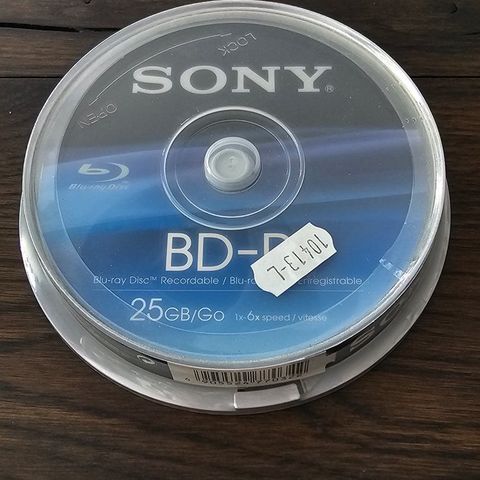 LOCK
OPEN
SONY®
Blu-ray Disc
BD-R
10413-L
Blu-ray Disc™ Recordable / Blu-ray Enregistrable
25GB/Go 1x-6x speed / vitesse